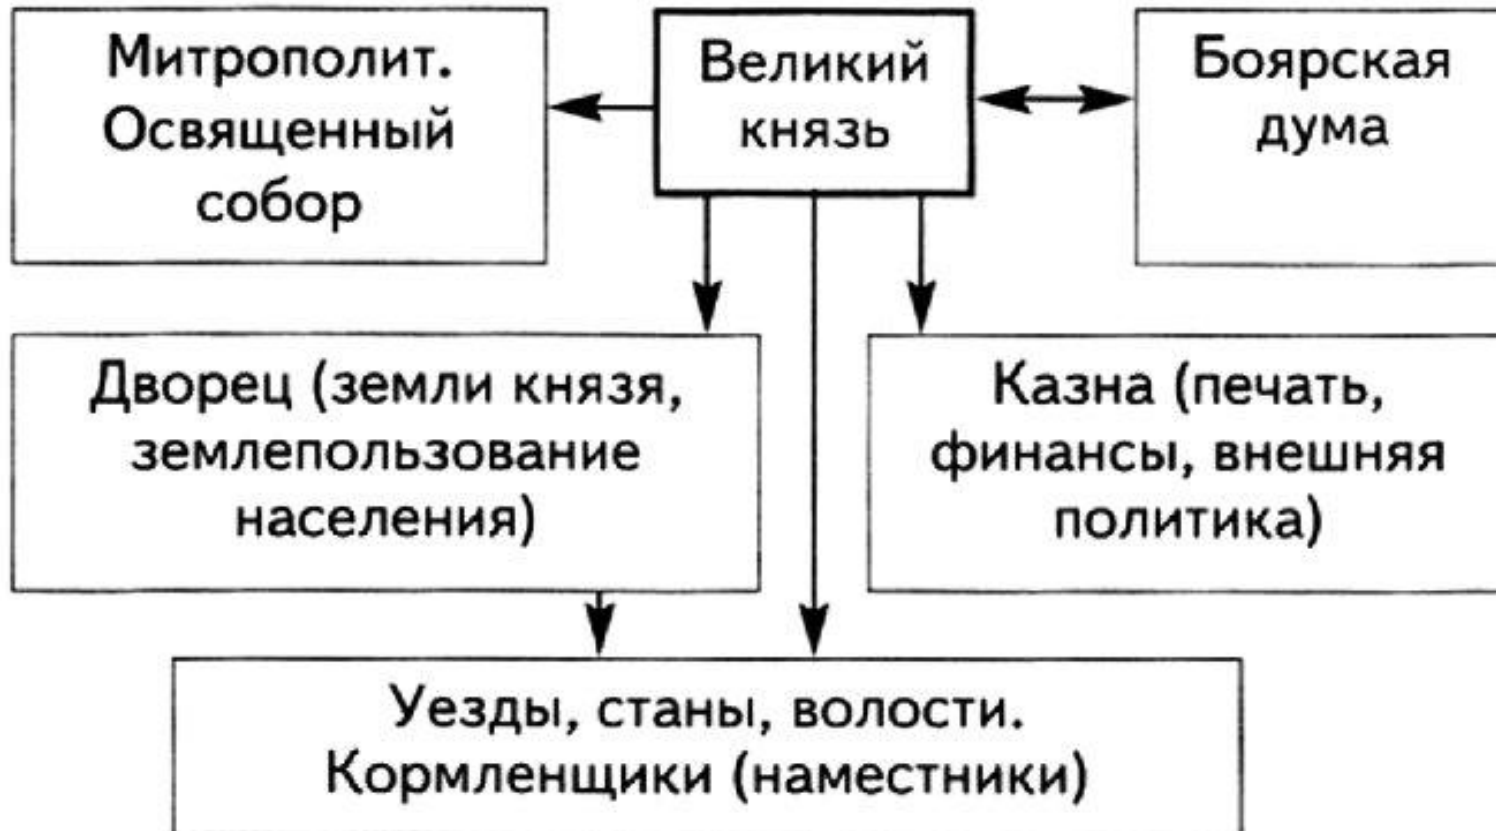 Митрополит.
Освященный
собор
Великий
князь
Боярская
дума
Дворец (земли князя,
землепользование
населения)
Казна (печать,
финансы, внешняя
политика)
Уезды, станы, волости.
Кормленщики (наместники)